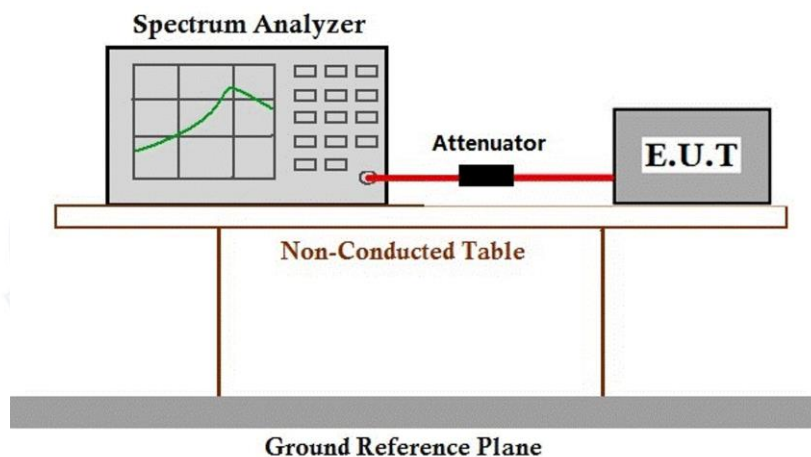 Spectrum Analyzer
Attenuator
E.U.T
Non-Conducted Table
Ground Reference Plane